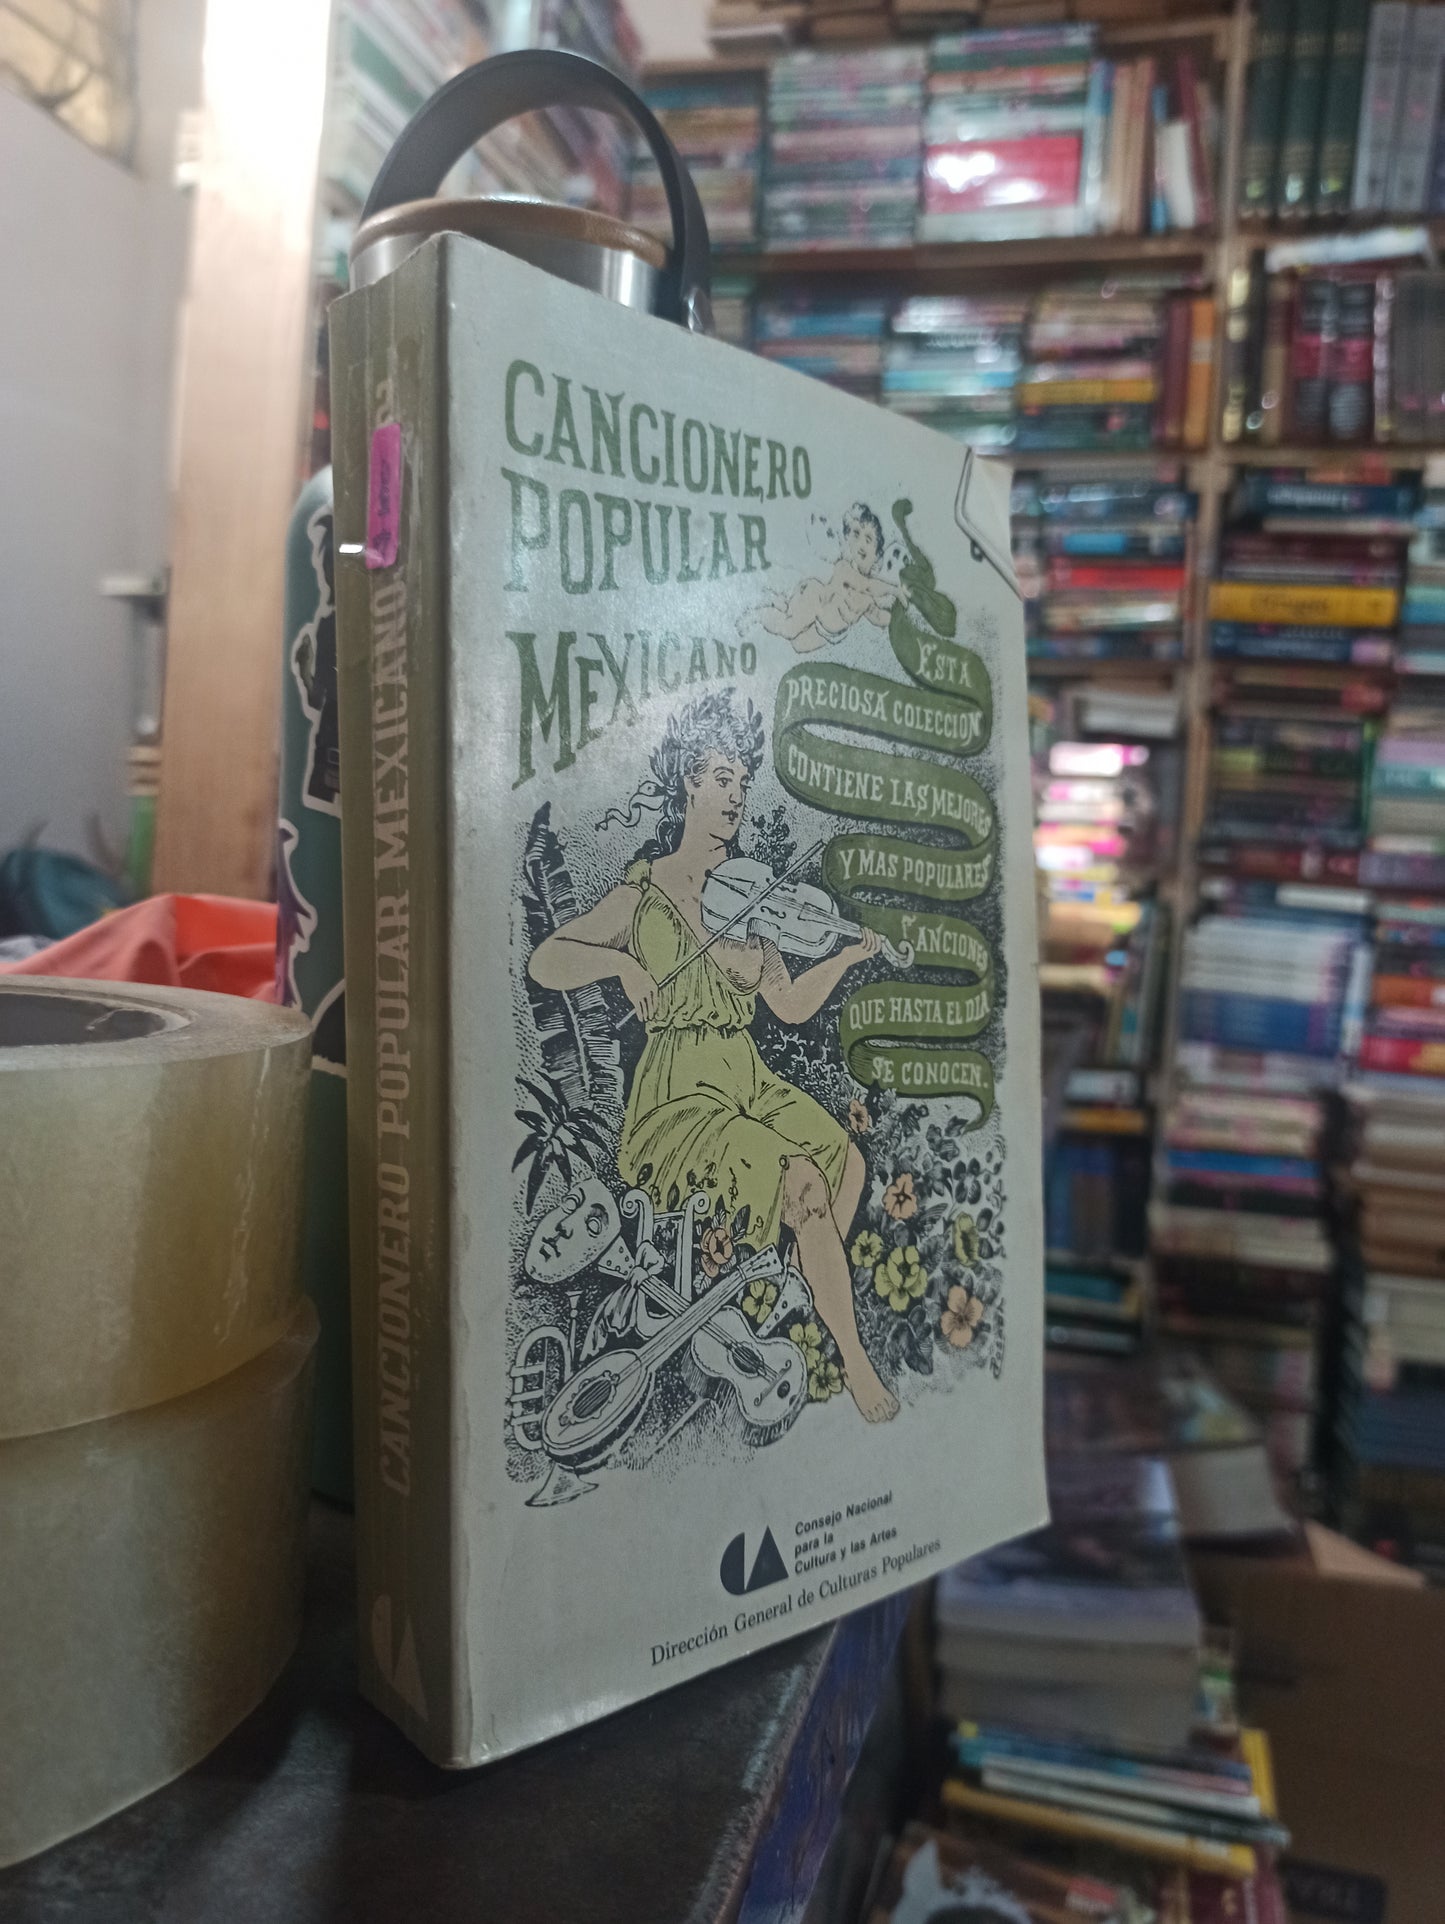 CANCIONERO
POPULAR
MEXICANO
ESTA
PRECIOSA COLECCION
CONTIENE LAS MEJORES
Y MAS POPULARES
CANCIONES
QUE HASTA EL DIA
SE CONOCEN.
Consejo Nacional
para la
Cultura y las Artes
Dirección General de Culturas Populares
CANCIONERO POPULAR MEXICANO